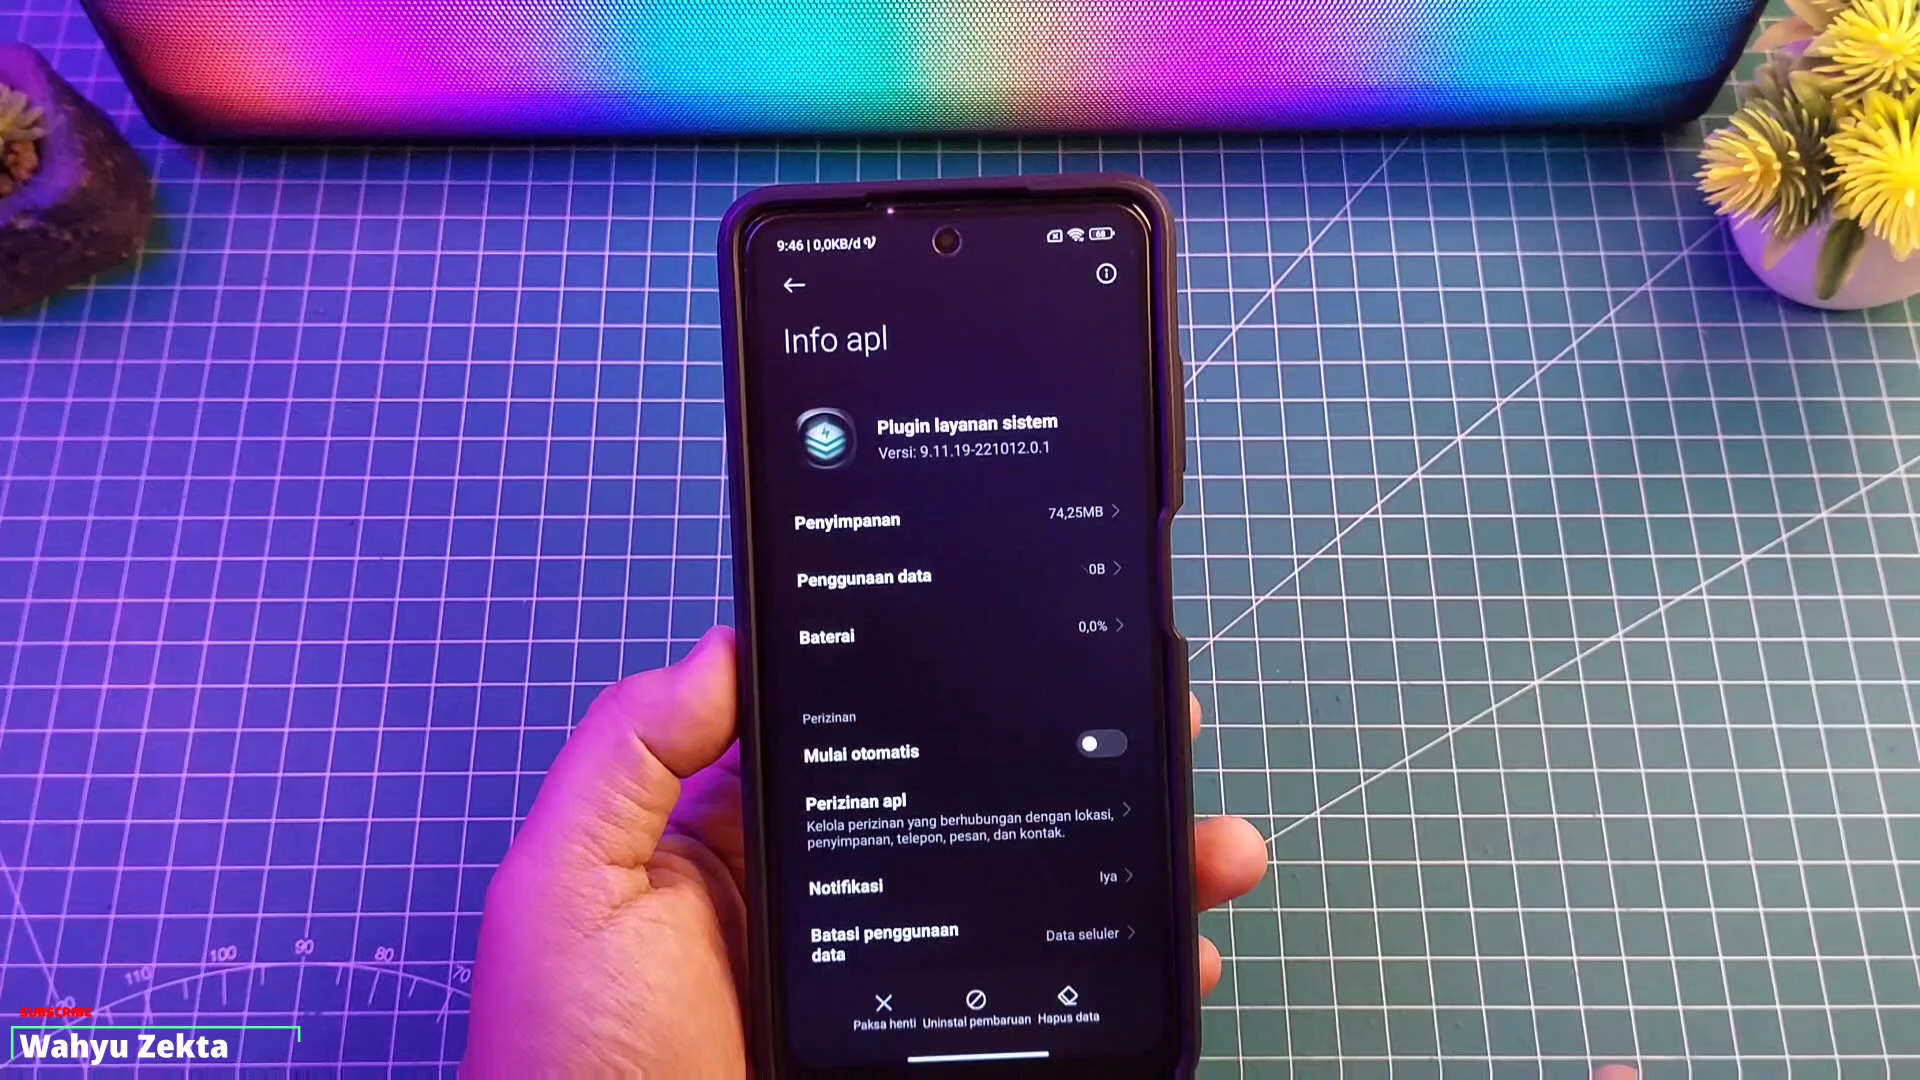 9:46 | 0,0KB/d
68
Info apl
Plugin layanan sistem
Versi: 9.11.19-221012.0.1
Penyimpanan 74,25MB
Penggunaan data 0B
Baterai 0,0%
Perizinan
Mulai otomatis
Perizinan apl
Kelola perizinan yang berhubungan dengan lokasi,
penyimpanan, telepon, pesan, dan kontak.
Notifikasi Iya
Batasi penggunaan
data
Data seluler
Paksa henti Uninstal pembaruan Hapus data
110 100 90 80 70
SUBSCRIBE
Wahyu Zekta